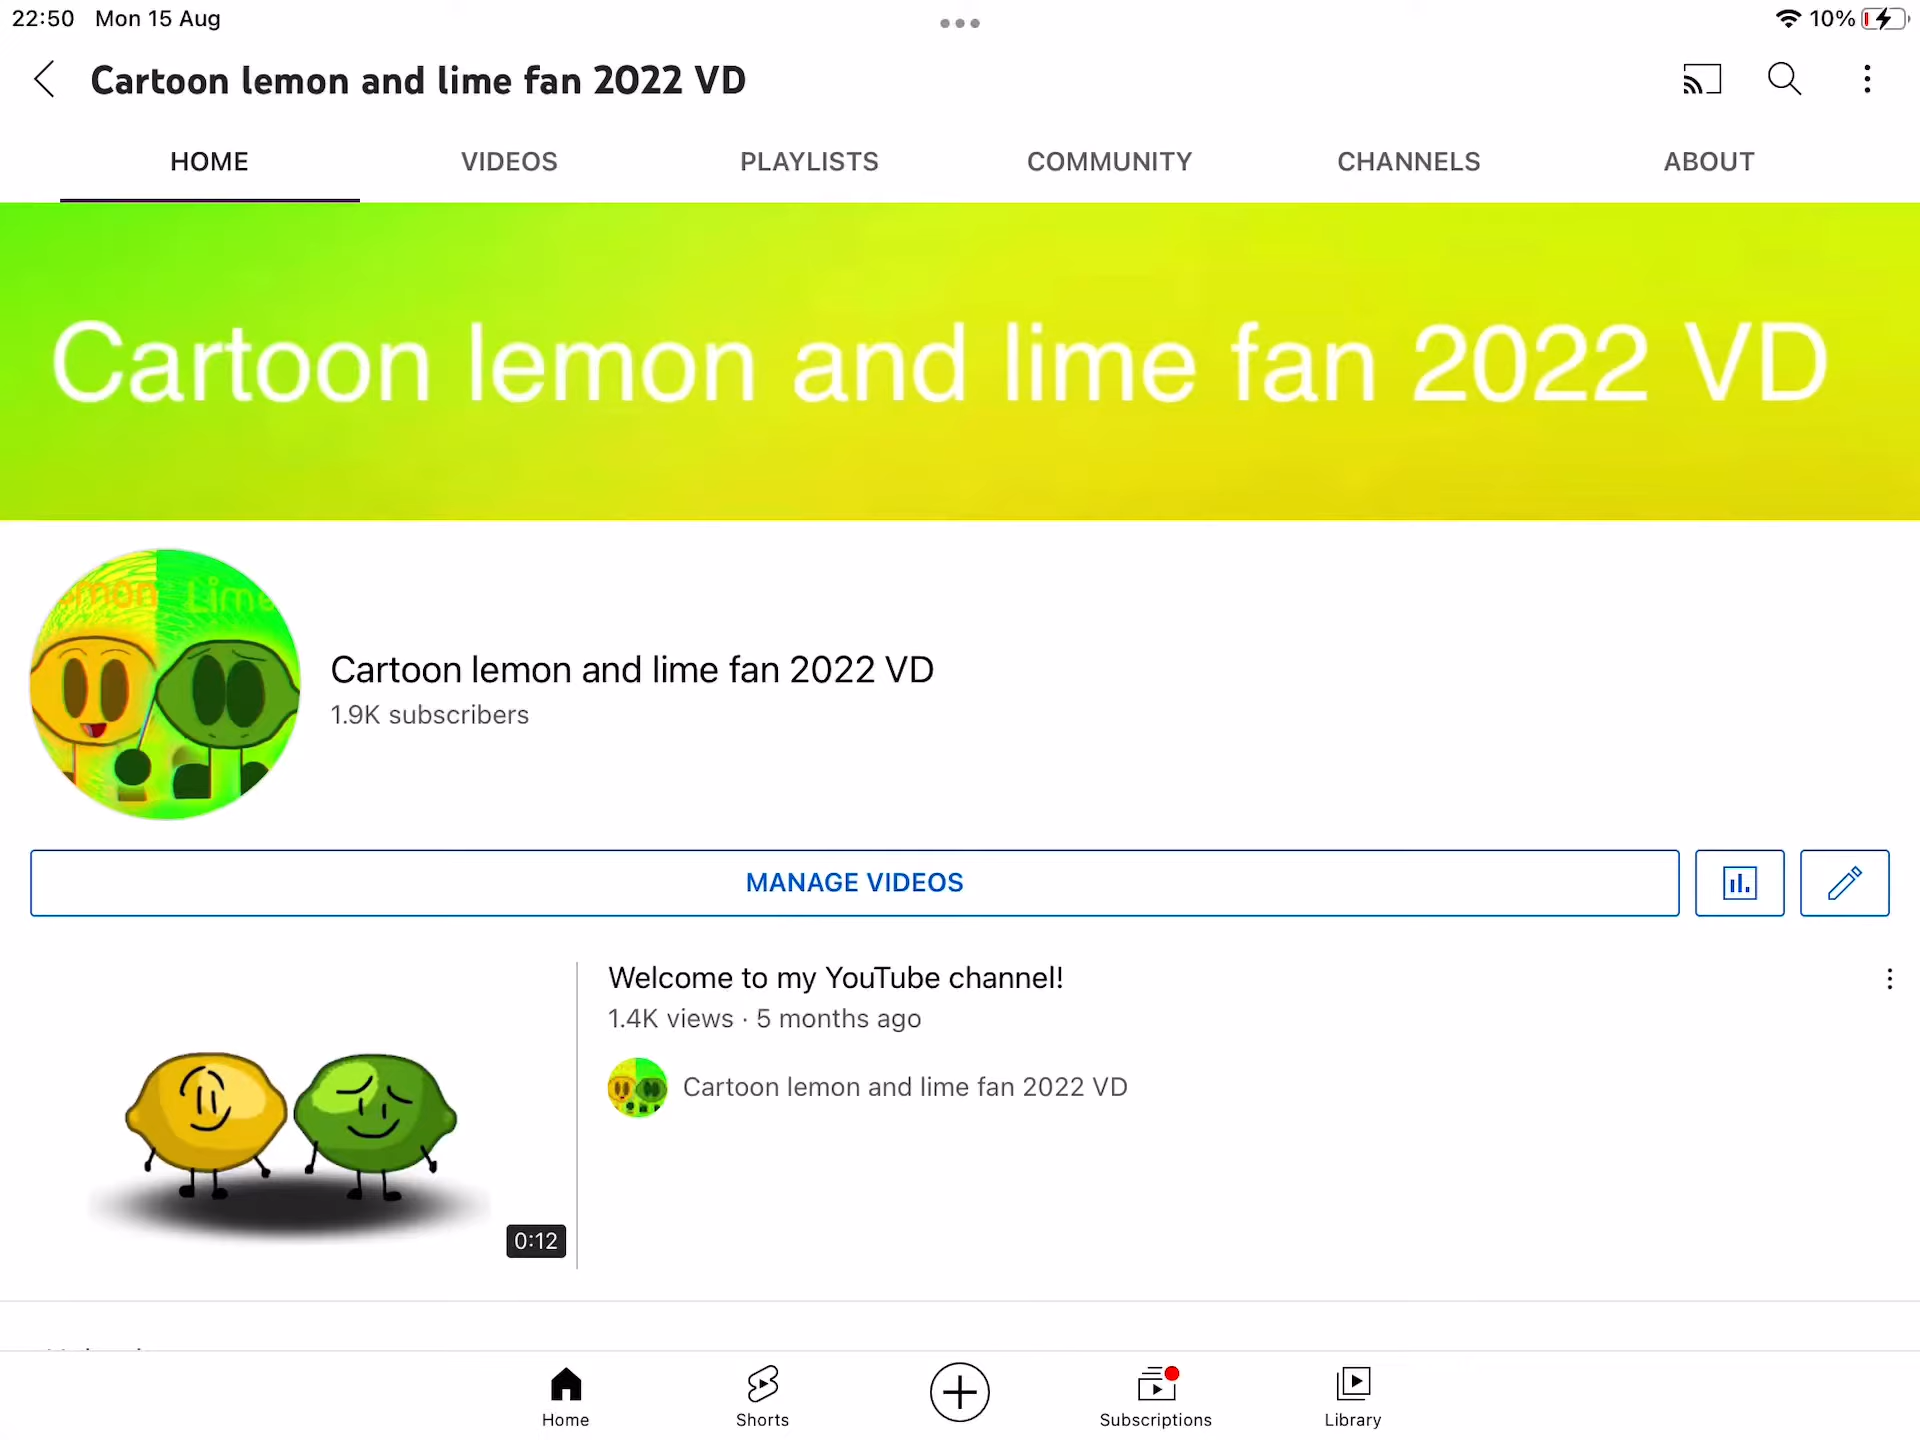 22:50 Mon 15 Aug
10%
Cartoon lemon and lime fan 2022 VD
HOME VIDEOS PLAYLISTS COMMUNITY CHANNELS ABOUT
Cartoon lemon and lime fan 2022 VD
Lime
Cartoon lemon and lime fan 2022 VD
1.9K subscribers
MANAGE VIDEOS
Welcome to my YouTube channel!
1.4K views · 5 months ago
Cartoon lemon and lime fan 2022 VD
0:12
Home Shorts Subscriptions Library